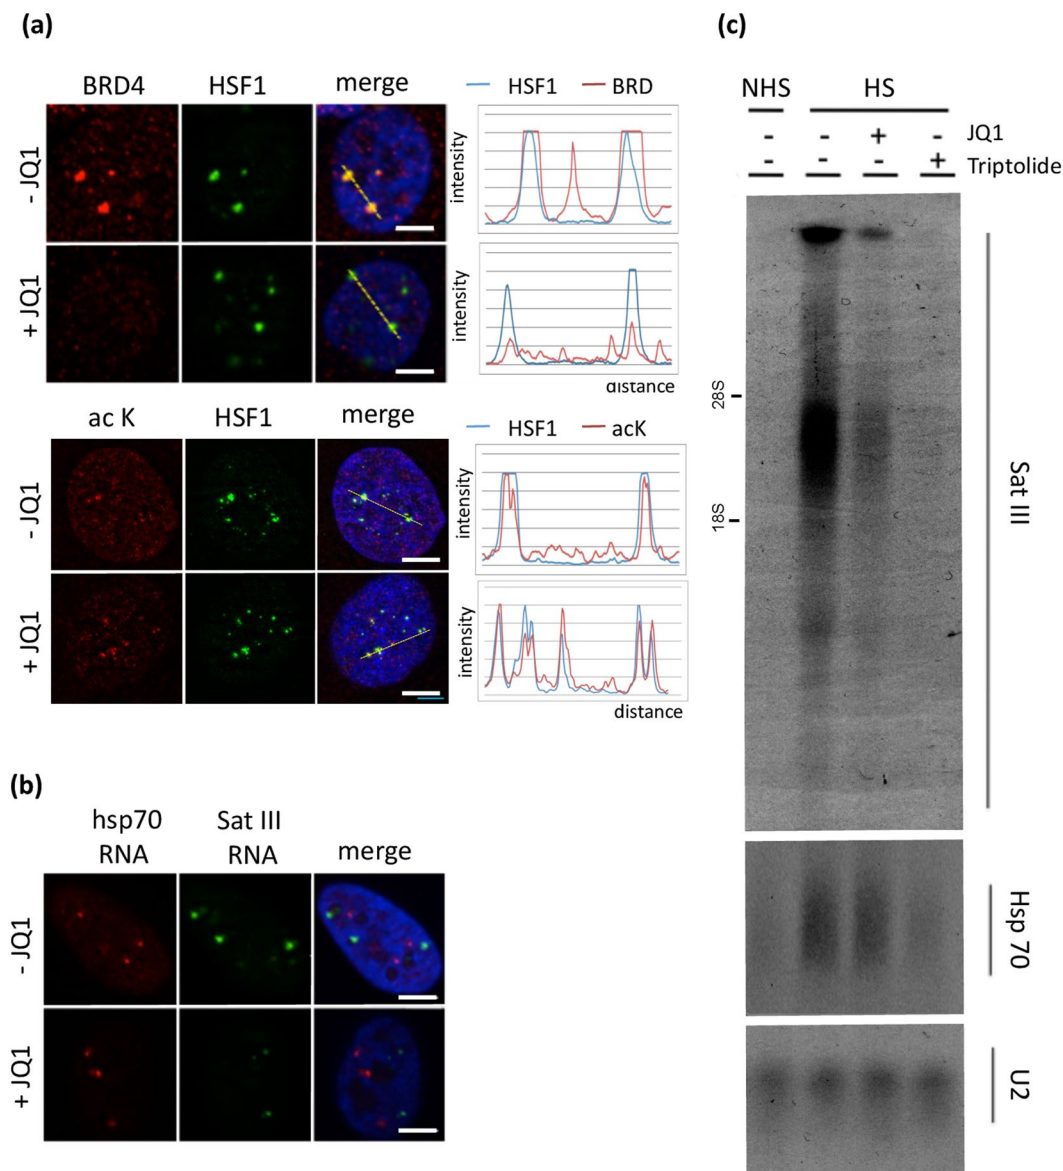 (a)
BRD4 HSF1 merge
HSF1 BRD
- JQ1
intensity
+ JQ1
intensity
distance
ac K HSF1 merge
HSF1 acK
- JQ1
intensity
+ JQ1
intensity
distance
(b)
hsp70 Sat III
RNA RNA merge
- JQ1
+ JQ1
(c)
NHS HS
- - + - JQ1
- - - + Triptolide
28S
18S
Sat III
Hsp 70
U2